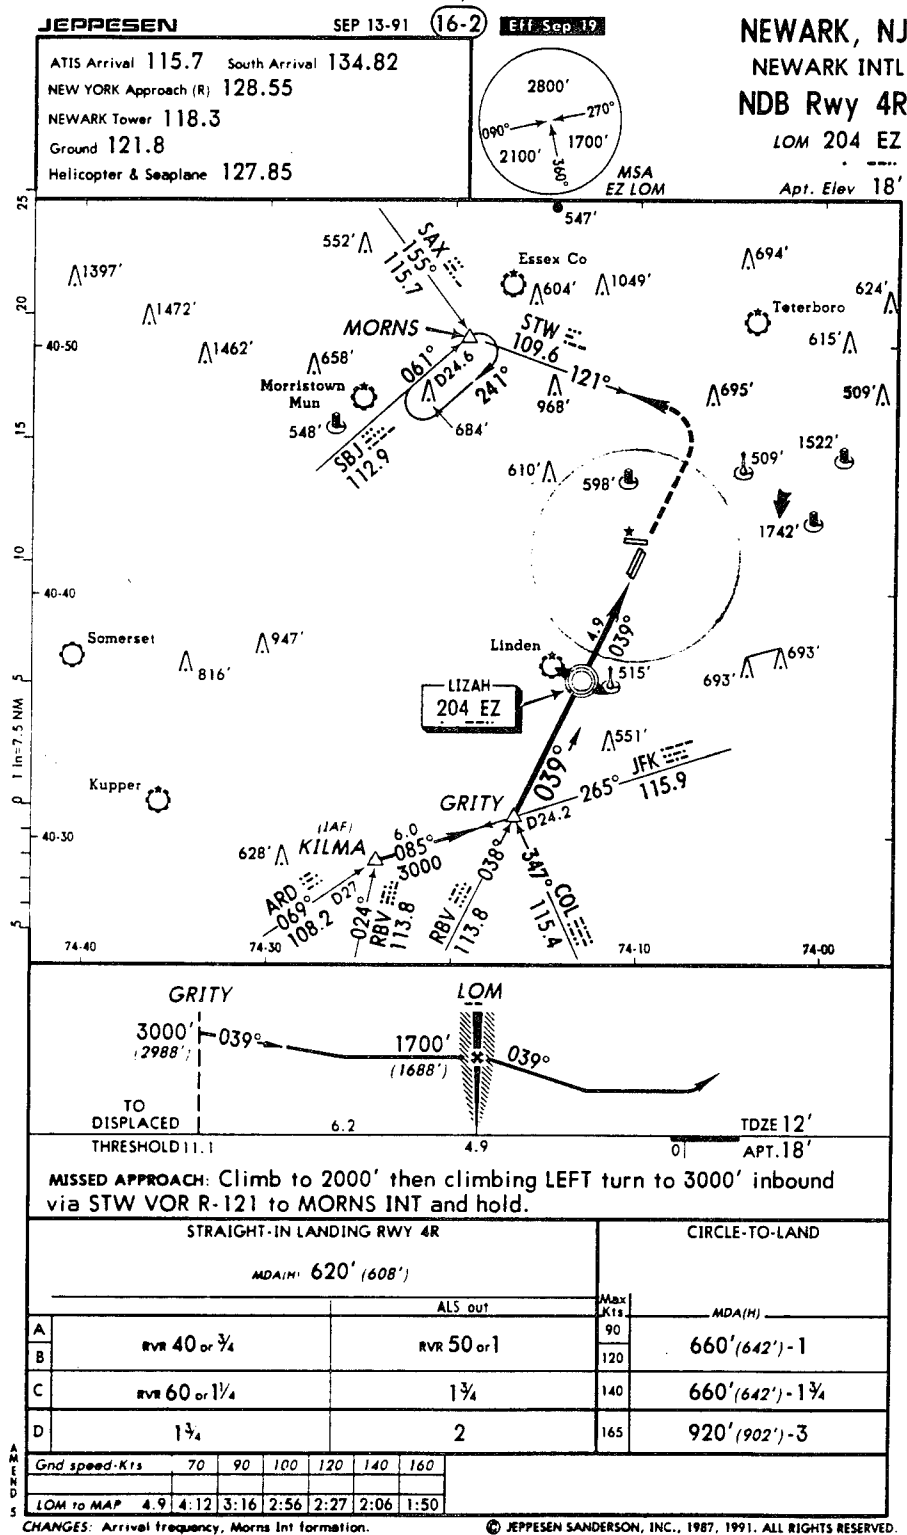 JEPPESEN SEP 13-91 16-2 Eff Sep 19
NEWARK, NJ
NEWARK INTL
NDB Rwy 4R
LOM 204 EZ
Apt. Elev 18'
ATIS Arrival 115.7 South Arrival 134.82
NEW YORK Approach (R) 128.55
NEWARK Tower 118.3
Ground 121.8
Helicopter & Seaplane 127.85
2800'
270°
090°
1700'
2100'
360°
MSA
EZ LOM
547'
552'
SAX
155°
115.7
1397'
Essex Co
694'
604'
1049'
624'
1472'
Teterboro
MORNS
STW
109.6
615'
40-50
1462'
658'
061°
D24.6
121°
Morristown
Mun
241°
968'
695'
509'
548'
684'
SBJ
112.9
1522'
509'
610'
598'
1742'
40-40
4.9
039°
Somerset
947'
Linden
816'
515'
693'
693'
LIZAH
204 EZ
551'
039°
JFK
265°
115.9
Kupper
GRITY
D24.2
40-30
(IAF)
KILMA
6.0
085°
3000
628'
ARD
069°
108.2
D27
024°
RBV
113.8
038°
RBV
113.8
347°
COL
115.4
74-40 74-30 74-10 74-00
25
20
15
10
5
0
5
1 In=7.5 NM
GRITY LOM
3000'
(2988')
039°
1700'
(1688')
039°
TO
DISPLACED
THRESHOLD 11.1
6.2
4.9
0
TDZE 12'
APT. 18'
MISSED APPROACH: Climb to 2000' then climbing LEFT turn to 3000' inbound
via STW VOR R-121 to MORNS INT and hold.
STRAIGHT-IN LANDING RWY 4R CIRCLE-TO-LAND
MDA(H) 620' (608')
ALS out Max
Kts MDA(H)
A 90
RVR 40 or ¾ RVR 50 or 1 660' (642') - 1
B 120
C RVR 60 or 1¼ 1¾ 140 660' (642') - 1¾
D 1¾ 2 165 920' (902') - 3
Gnd speed-Kts 70 90 100 120 140 160
LOM to MAP 4.9 4:12 3:16 2:56 2:27 2:06 1:50
AMEND 5
CHANGES: Arrival frequency, Morns Int formation.
© JEPPESEN SANDERSON, INC., 1987, 1991. ALL RIGHTS RESERVED.